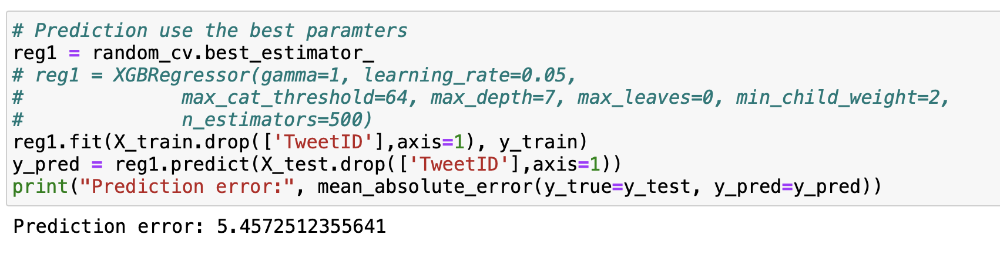 # Prediction use the best paramters
reg1 = random_cv.best_estimator_
# reg1 = XGBRegressor(gamma=1, learning_rate=0.05,
#              max_cat_threshold=64, max_depth=7, max_leaves=0, min_child_weight=2,
#              n_estimators=500)
reg1.fit(X_train.drop(['TweetID'],axis=1), y_train)
y_pred = reg1.predict(X_test.drop(['TweetID'],axis=1))
print("Prediction error:", mean_absolute_error(y_true=y_test, y_pred=y_pred))
Prediction error: 5.4572512355641